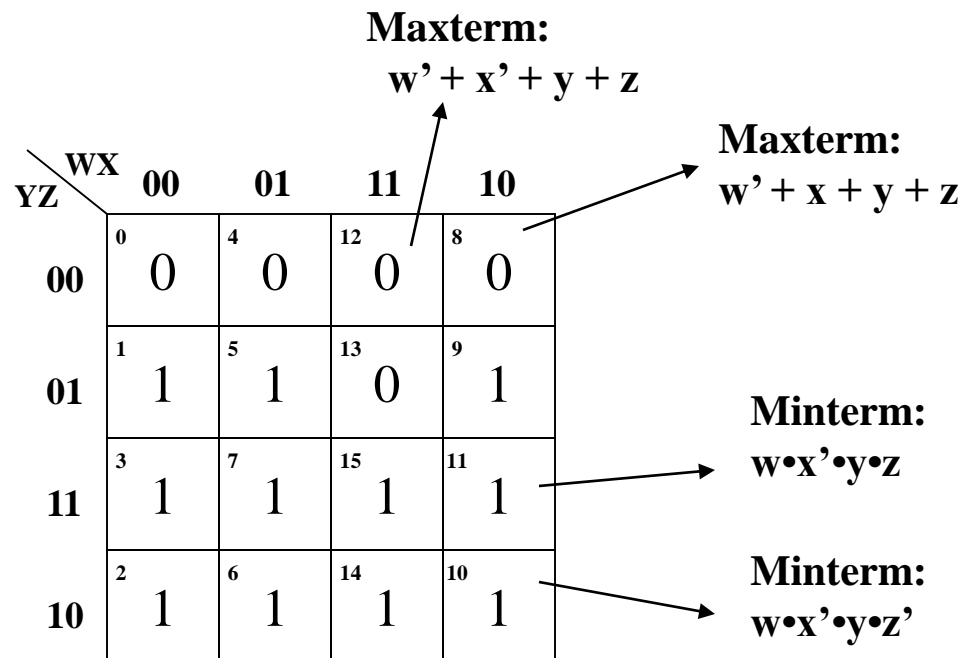 Maxterm:
w’ + x’ + y + z
Maxterm:
w’ + x + y + z
WX
YZ
00 01 11 10
00
0 0 4 0 12 0 8 0
01
1 1 5 1 13 0 9 1
Minterm:
w•x’•y•z
11
3 1 7 1 15 1 11 1
Minterm:
w•x’•y•z’
10
2 1 6 1 14 1 10 1